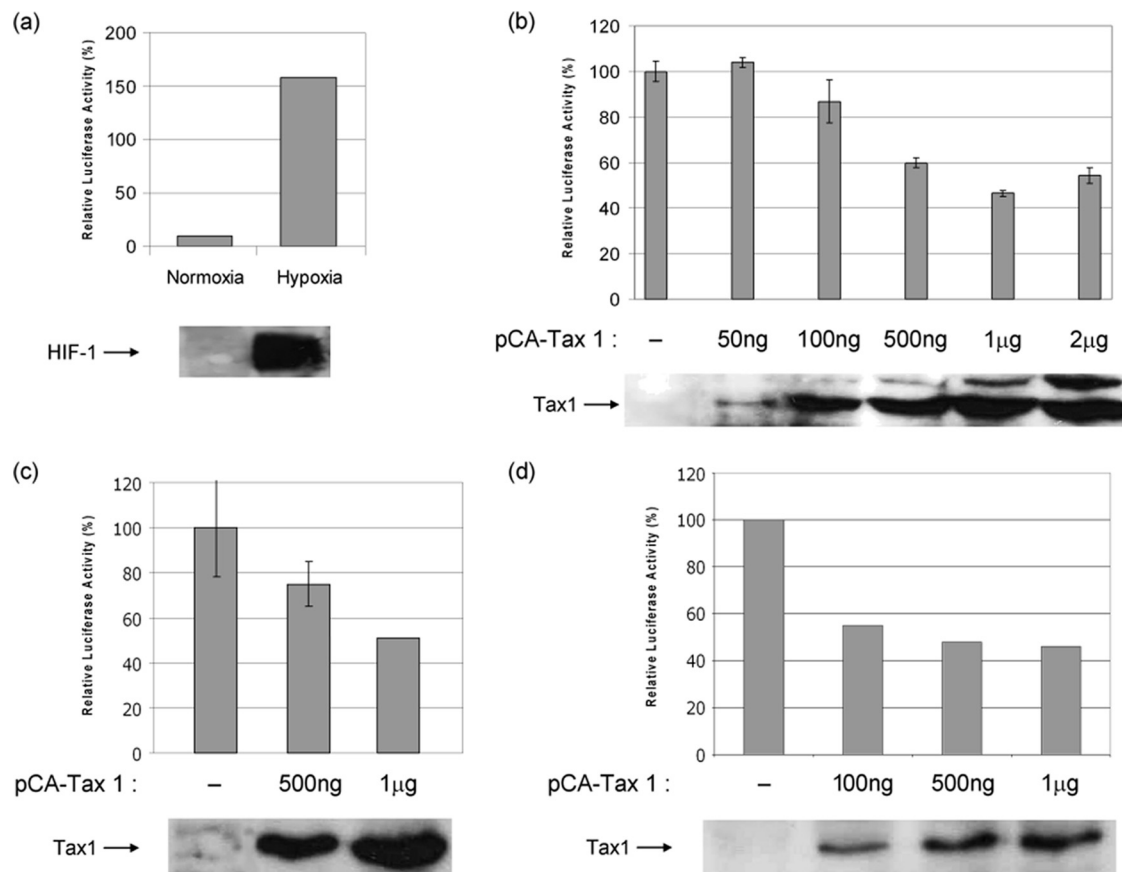 (a)
Relative Luciferase Activity (%)
200
150
100
50
0
Normoxia Hypoxia
HIF-1
(b)
Relative Luciferase Activity (%)
120
100
80
60
40
20
0
pCA-Tax 1 : – 50ng 100ng 500ng 1μg 2μg
Tax1
(c)
Relative Luciferase Activity (%)
120
100
80
60
40
20
0
pCA-Tax 1 : – 500ng 1μg
Tax1
(d)
Relative Luciferase Activity (%)
120
100
80
60
40
20
0
pCA-Tax 1 : – 100ng 500ng 1μg
Tax1